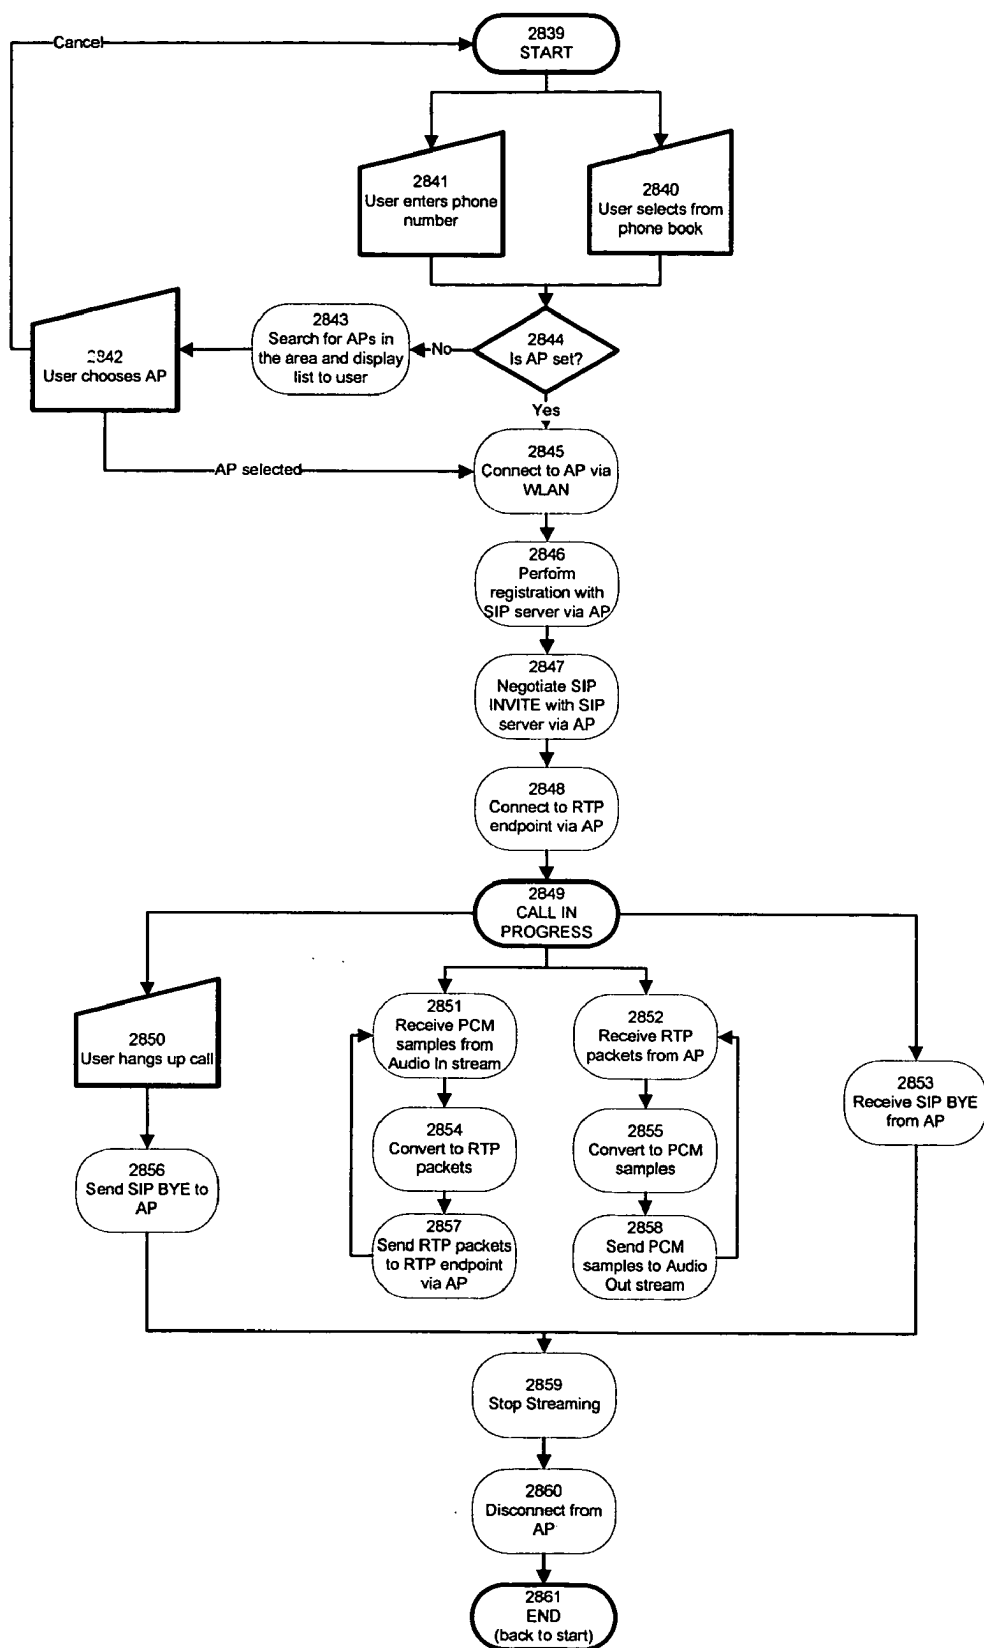 Cancel
2839
START
2841
User enters phone
number
2840
User selects from
phone book
2842
User chooses AP
2843
Search for APs in
the area and display
list to user
No
2844
Is AP set?
Yes
AP selected
2845
Connect to AP via
WLAN
2846
Perform
registration with
SIP server via AP
2847
Negotiate SIP
INVITE with SIP
server via AP
2848
Connect to RTP
endpoint via AP
2849
CALL IN
PROGRESS
2850
User hangs up call
2851
Receive PCM
samples from
Audio In stream
2852
Receive RTP
packets from AP
2853
Receive SIP BYE
from AP
2856
Send SIP BYE to
AP
2854
Convert to RTP
packets
2855
Convert to PCM
samples
2857
Send RTP packets
to RTP endpoint
via AP
2858
Send PCM
samples to Audio
Out stream
2859
Stop Streaming
2860
Disconnect from
AP
2861
END
(back to start)